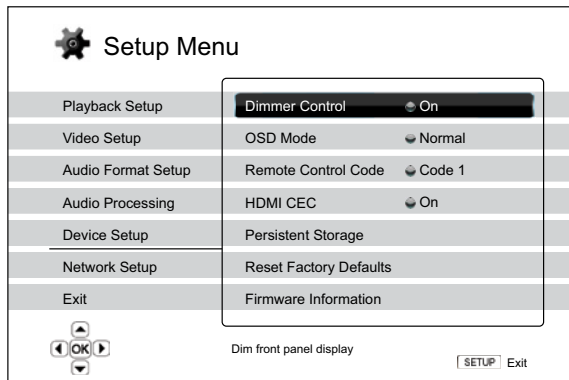 Setup Menu
Playback Setup
Dimmer Control On
Video Setup
OSD Mode Normal
Audio Format Setup
Remote Control Code Code 1
Audio Processing
HDMI CEC On
Device Setup
Persistent Storage
Network Setup
Reset Factory Defaults
Exit
Firmware Information
OK
Dim front panel display
SETUP Exit